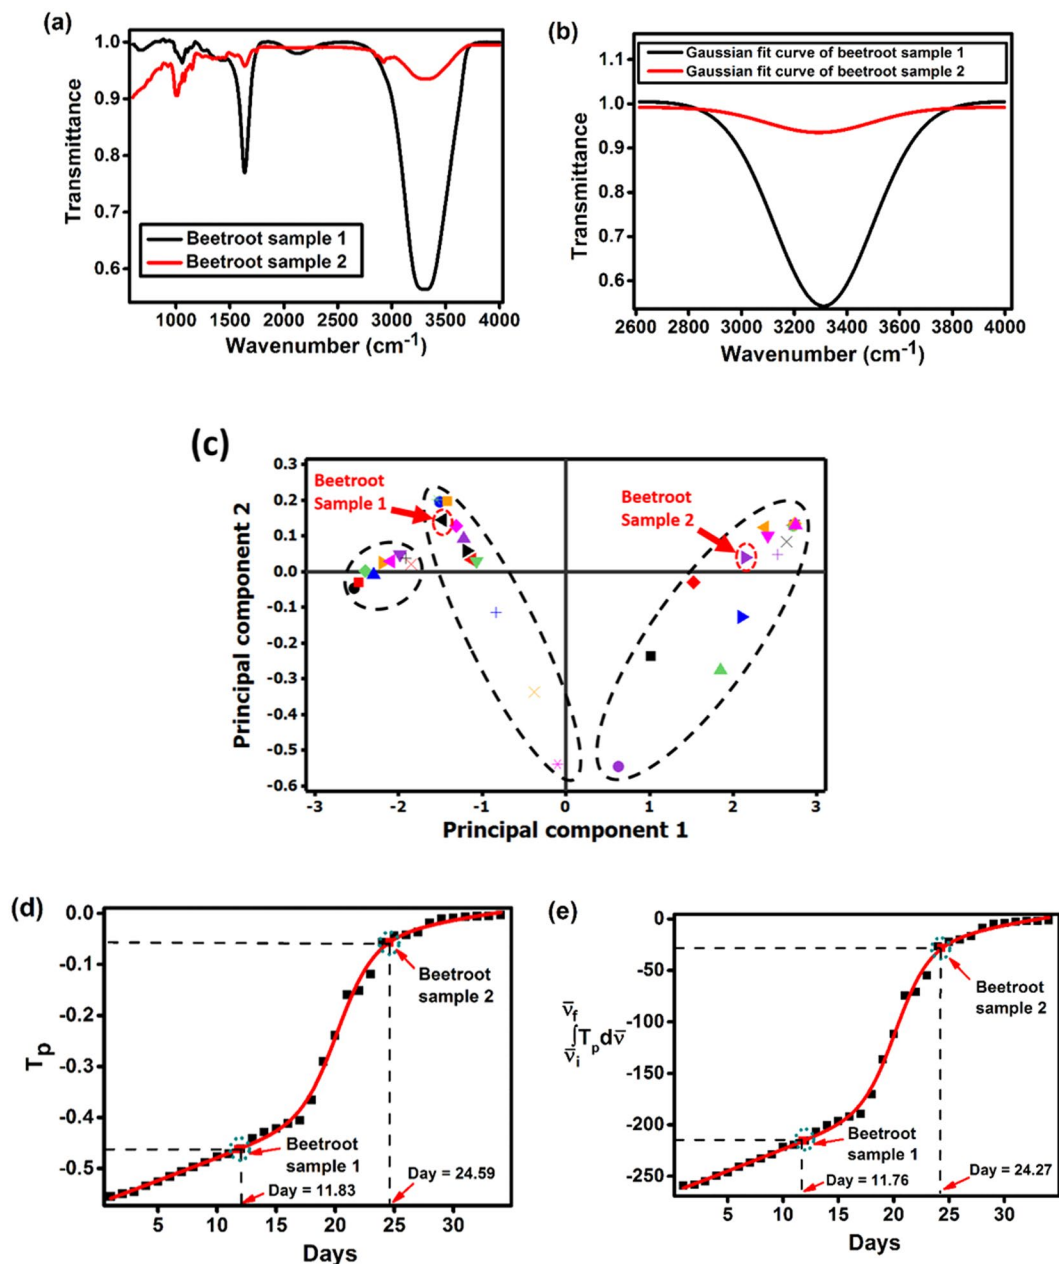 (a)
Transmittance
1.0
0.9
0.8
0.7
0.6
Beetroot sample 1
Beetroot sample 2
1000 1500 2000 2500 3000 3500 4000
Wavenumber (cm⁻¹)
(b)
Transmittance
1.1
1.0
0.9
0.8
0.7
0.6
Gaussian fit curve of beetroot sample 1
Gaussian fit curve of beetroot sample 2
2600 3000 3200 3400 3600 4000
Wavenumber (cm⁻¹)
(c)
Principal component 2
0.3
0.2
0.1
0.0
-0.1
-0.2
-0.3
-0.4
-0.5
-0.6
Beetroot
Sample 1
Beetroot
Sample 2
-3 -2 -1 0 1 2 3
Principal component 1
(d)
Tp
0.0
-0.1
-0.2
-0.3
-0.4
-0.5
Beetroot
sample 2
Beetroot
sample 1
Day = 24.59
Day = 11.83
5 10 15 20 25 30
Days
(e)
ν̄f
∫Tpdν̄
ν̄i
0
-50
-100
-150
-200
-250
Beetroot
sample 2
Beetroot
sample 1
Day = 24.27
Day = 11.76
5 10 15 20 25 30
Days